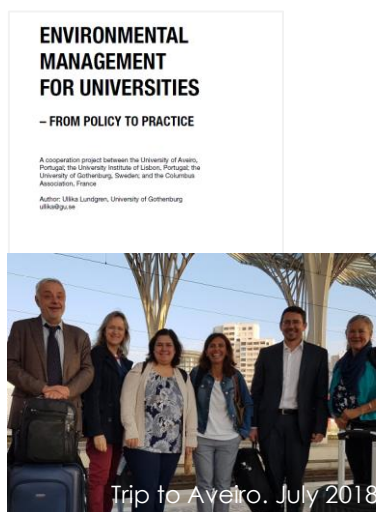 ENVIRONMENTAL
MANAGEMENT
FOR UNIVERSITIES
– FROM POLICY TO PRACTICE
A cooperation project between the University of Aveiro,
Portugal; the University Institute of Lisbon, Portugal; the
University of Gothenburg, Sweden; and the Columbus
Association, France
Author: Ullika Lundgren, University of Gothenburg
ullika@gu.se
Trip to Aveiro. July 2018